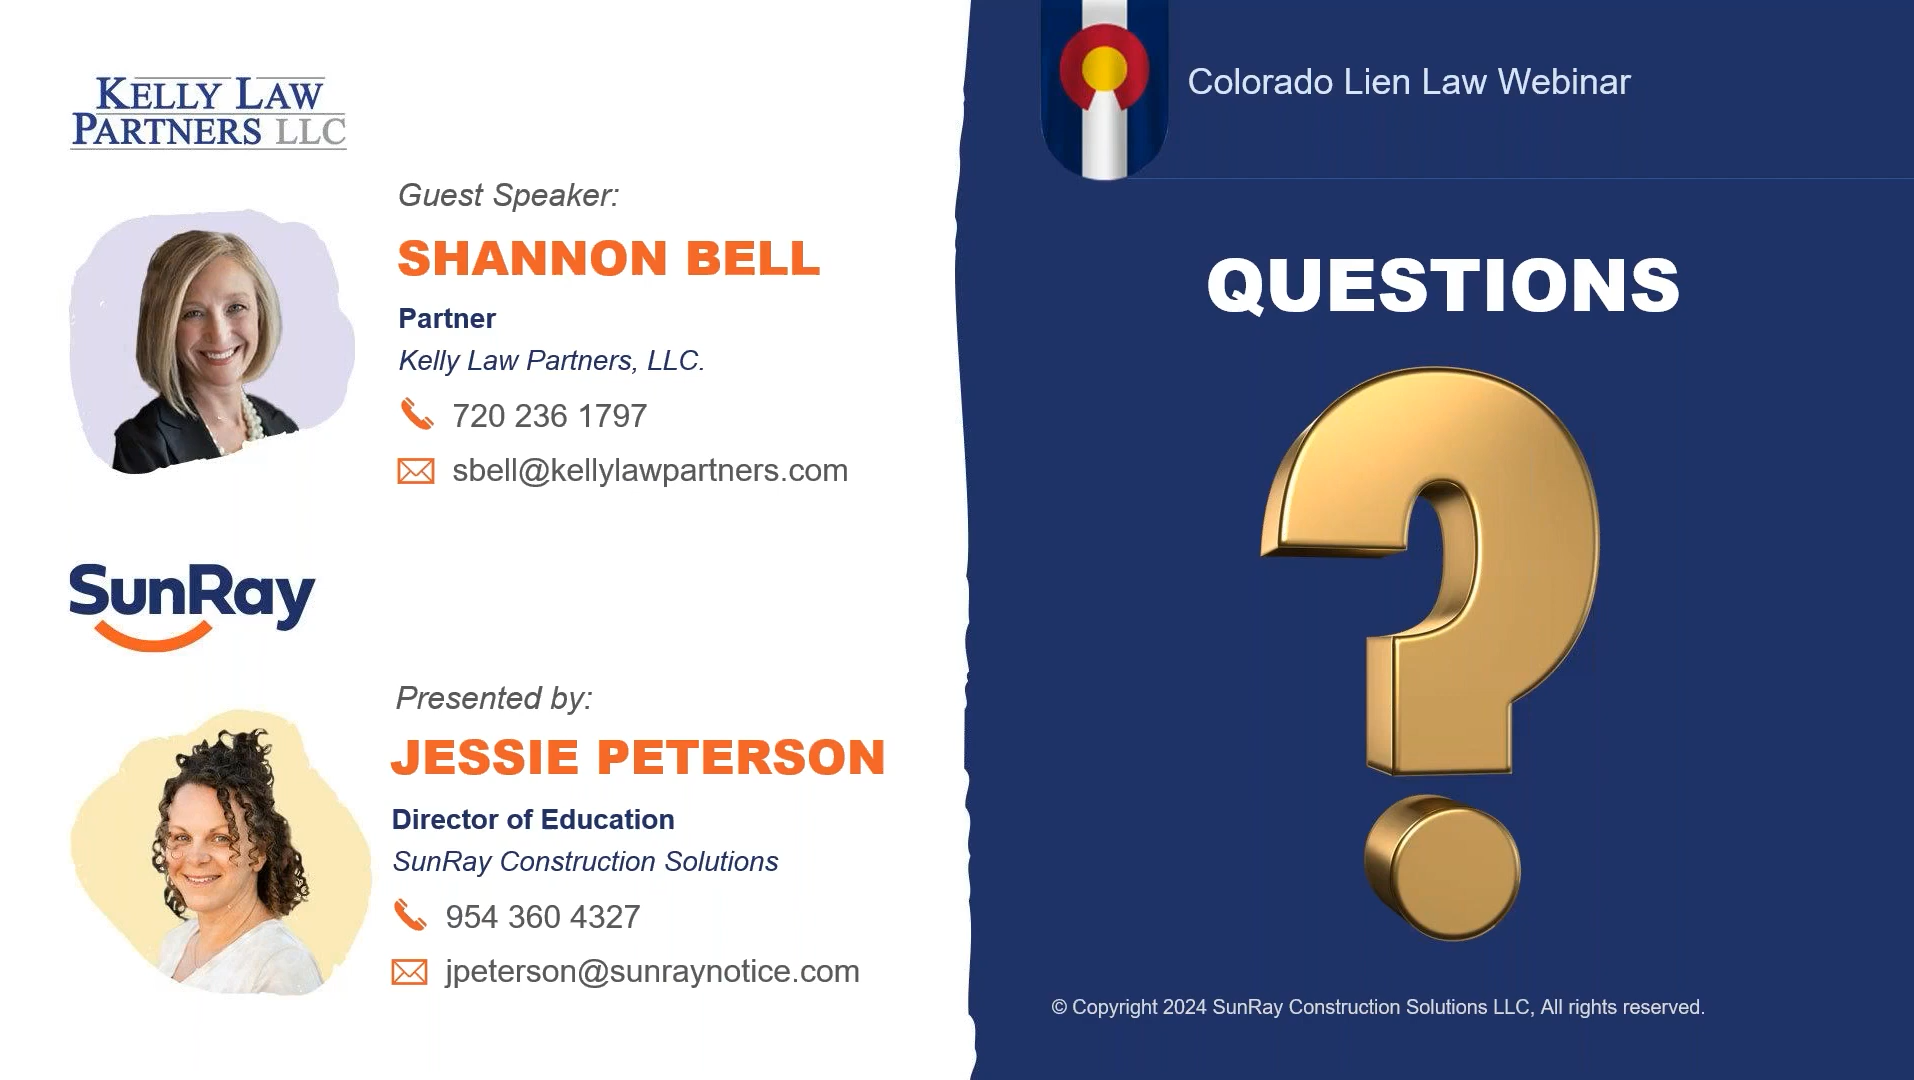 KELLY LAW
PARTNERS LLC
Guest Speaker:
SHANNON BELL
Partner
Kelly Law Partners, LLC.
720 236 1797
sbell@kellylawpartners.com
SunRay
Presented by:
JESSIE PETERSON
Director of Education
SunRay Construction Solutions
954 360 4327
jpeterson@sunraynotice.com
Colorado Lien Law Webinar
QUESTIONS
?
© Copyright 2024 SunRay Construction Solutions LLC, All rights reserved.